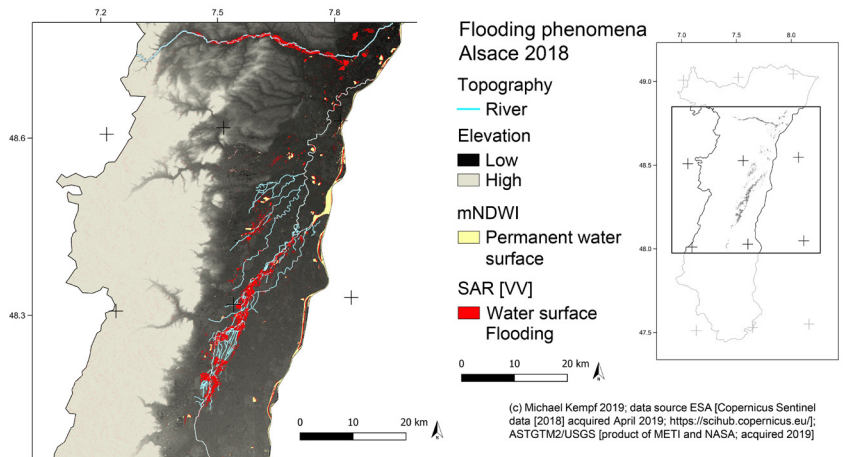 7.2
7.5
7.8
48.6
48.3
0
10
20 km
N
Flooding phenomena
Alsace 2018
Topography
River
Elevation
Low
High
mNDWI
Permanent water
surface
SAR [VV]
Water surface
Flooding
0
10
20 km
N
7.0
7.5
8.0
49.0
48.5
48.0
47.5
(c) Michael Kempf 2019; data source ESA [Copernicus Sentinel
data [2018] acquired April 2019; https://scihub.copernicus.eu/];
ASTGTM2/USGS [product of METI and NASA; acquired 2019]